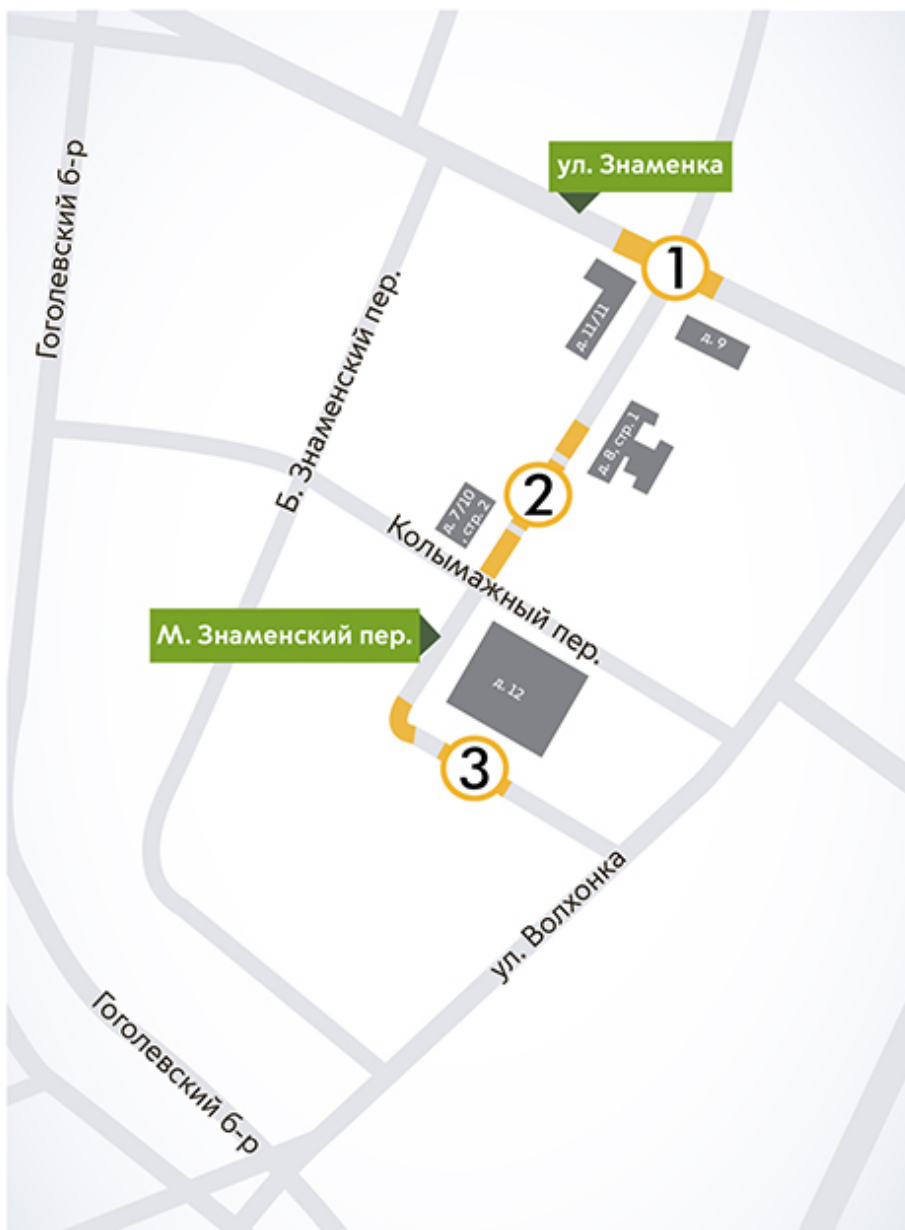 ул. Знаменка
1
Гоголевский б-р
д. 11/11
д. 9
Б. Знаменский пер.
д. 8, стр. 1
2
д. 7/10
, стр. 2
Колымажный пер.
М. Знаменский пер.
д. 12
3
ул. Волхонка
Гоголевский б-р